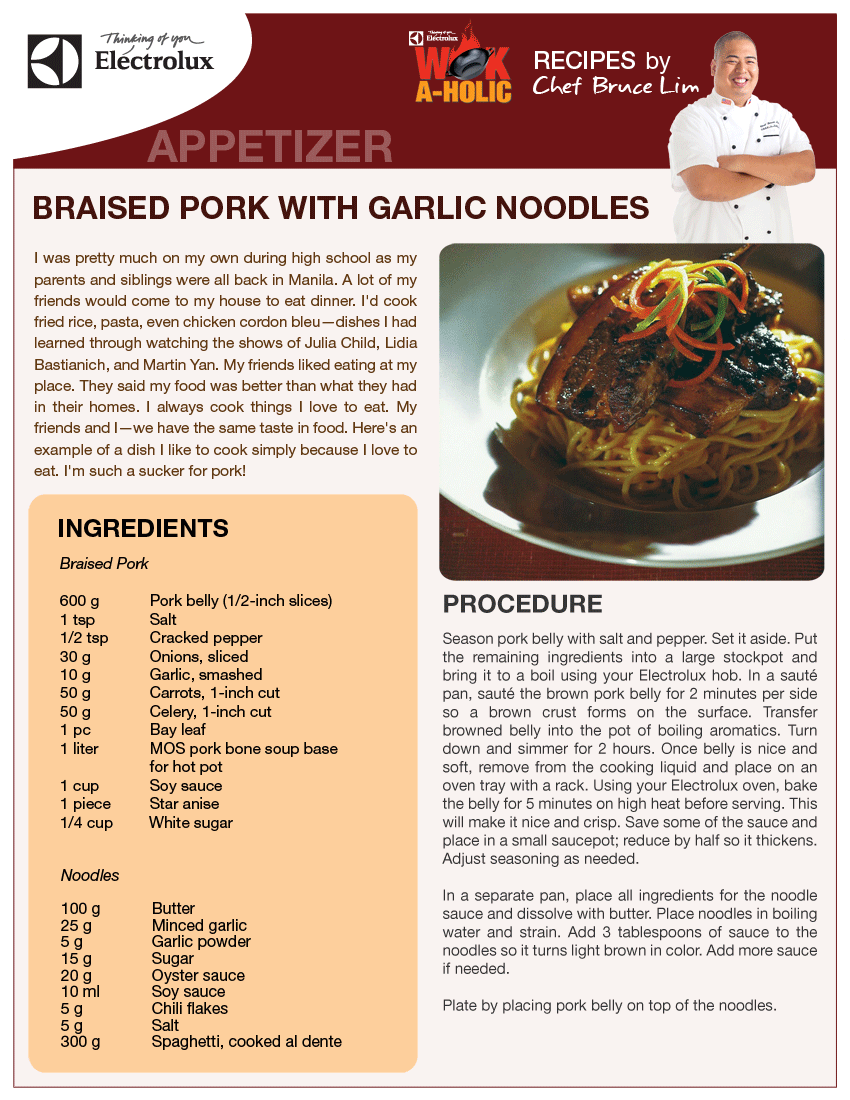 Thinking of you
Electrolux
Thinking of you
Electrolux
WOK
A-HOLIC
RECIPES by
Chef Bruce Lim
APPETIZER
BRAISED PORK WITH GARLIC NOODLES
I was pretty much on my own during high school as my
parents and siblings were all back in Manila. A lot of my
friends would come to my house to eat dinner. I'd cook
fried rice, pasta, even chicken cordon bleu—dishes I had
learned through watching the shows of Julia Child, Lidia
Bastianich, and Martin Yan. My friends liked eating at my
place. They said my food was better than what they had
in their homes. I always cook things I love to eat. My
friends and I—we have the same taste in food. Here's an
example of a dish I like to cook simply because I love to
eat. I'm such a sucker for pork!
INGREDIENTS
Braised Pork
600 g Pork belly (1/2-inch slices)
1 tsp Salt
1/2 tsp Cracked pepper
30 g Onions, sliced
10 g Garlic, smashed
50 g Carrots, 1-inch cut
50 g Celery, 1-inch cut
1 pc Bay leaf
1 liter MOS pork bone soup base
for hot pot
1 cup Soy sauce
1 piece Star anise
1/4 cup White sugar
Noodles
100 g Butter
25 g Minced garlic
5 g Garlic powder
15 g Sugar
20 g Oyster sauce
10 ml Soy sauce
5 g Chili flakes
5 g Salt
300 g Spaghetti, cooked al dente
PROCEDURE
Season pork belly with salt and pepper. Set it aside. Put
the remaining ingredients into a large stockpot and
bring it to a boil using your Electrolux hob. In a sauté
pan, sauté the brown pork belly for 2 minutes per side
so a brown crust forms on the surface. Transfer
browned belly into the pot of boiling aromatics. Turn
down and simmer for 2 hours. Once belly is nice and
soft, remove from the cooking liquid and place on an
oven tray with a rack. Using your Electrolux oven, bake
the belly for 5 minutes on high heat before serving. This
will make it nice and crisp. Save some of the sauce and
place in a small saucepot; reduce by half so it thickens.
Adjust seasoning as needed.
In a separate pan, place all ingredients for the noodle
sauce and dissolve with butter. Place noodles in boiling
water and strain. Add 3 tablespoons of sauce to the
noodles so it turns light brown in color. Add more sauce
if needed.
Plate by placing pork belly on top of the noodles.